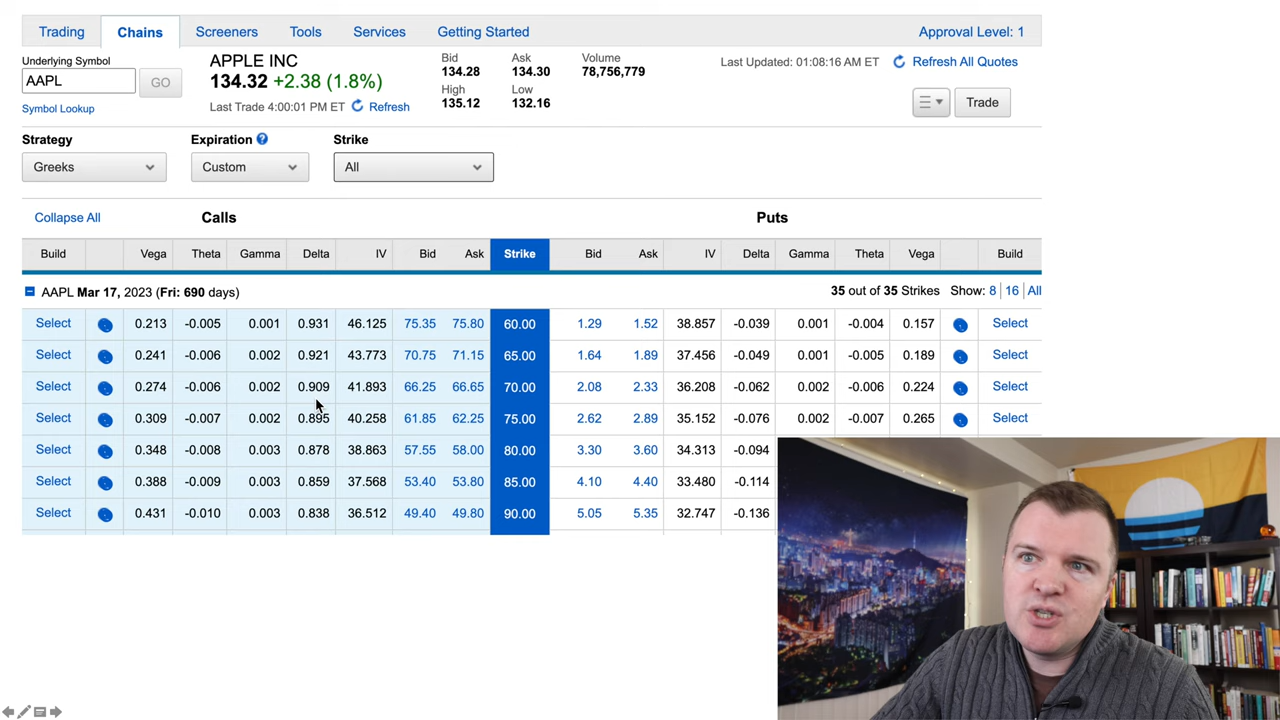 Trading Chains Screeners Tools Services Getting Started Approval Level: 1
Underlying Symbol
AAPL GO
Symbol Lookup
APPLE INC
134.32 +2.38 (1.8%)
Last Trade 4:00:01 PM ET Refresh
Bid Ask Volume
134.28 134.30 78,756,779
High Low
135.12 132.16
Last Updated: 01:08:16 AM ET Refresh All Quotes
Trade
Strategy Expiration ? Strike
Greeks Custom All
Collapse All Calls Puts
Build Vega Theta Gamma Delta IV Bid Ask Strike Bid Ask IV Delta Gamma Theta Vega Build
AAPL Mar 17, 2023 (Fri: 690 days) 35 out of 35 Strikes Show: 8 | 16 | All
Select 0.213 -0.005 0.001 0.931 46.125 75.35 75.80 60.00 1.29 1.52 38.857 -0.039 0.001 -0.004 0.157 Select
Select 0.241 -0.006 0.002 0.921 43.773 70.75 71.15 65.00 1.64 1.89 37.456 -0.049 0.001 -0.005 0.189 Select
Select 0.274 -0.006 0.002 0.909 41.893 66.25 66.65 70.00 2.08 2.33 36.208 -0.062 0.002 -0.006 0.224 Select
Select 0.309 -0.007 0.002 0.895 40.258 61.85 62.25 75.00 2.62 2.89 35.152 -0.076 0.002 -0.007 0.265 Select
Select 0.348 -0.008 0.003 0.878 38.863 57.55 58.00 80.00 3.30 3.60 34.313 -0.094
Select 0.388 -0.009 0.003 0.859 37.568 53.40 53.80 85.00 4.10 4.40 33.480 -0.114
Select 0.431 -0.010 0.003 0.838 36.512 49.40 49.80 90.00 5.05 5.35 32.747 -0.136